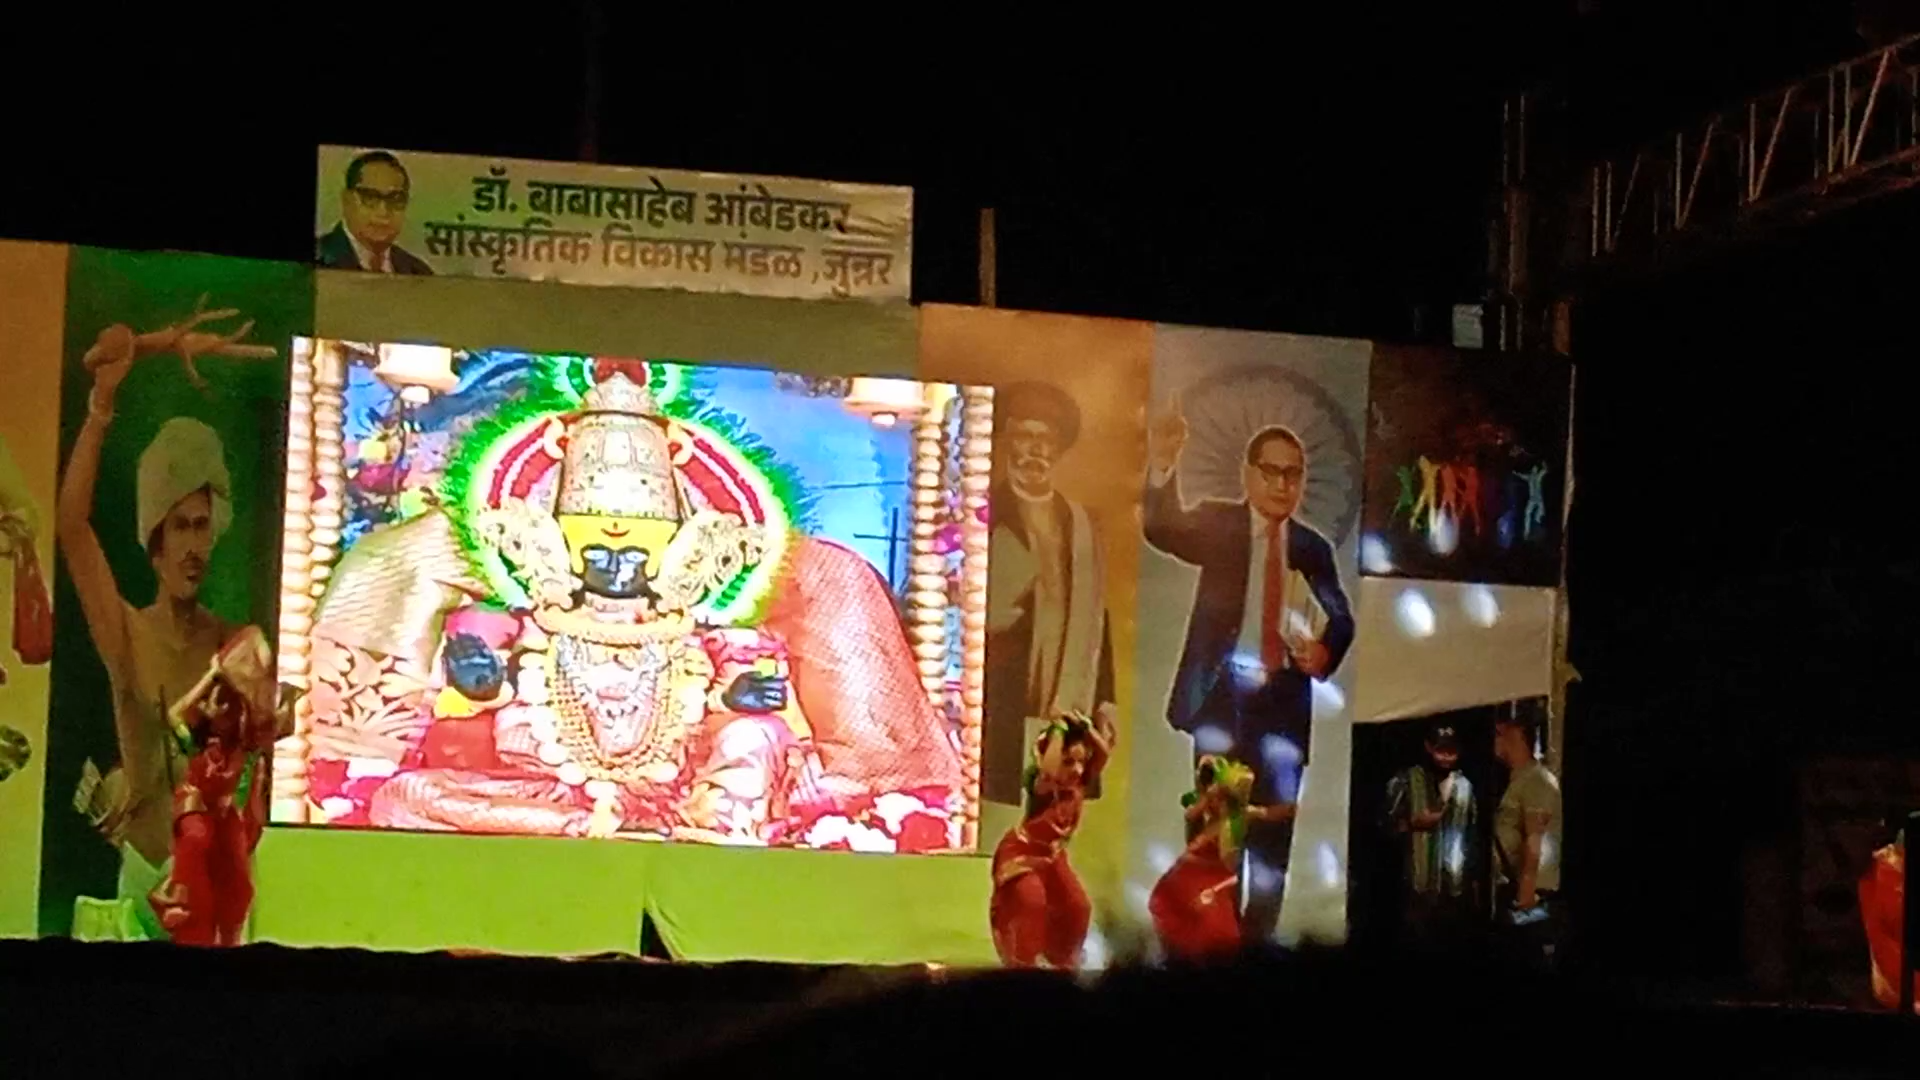 डॉ. बाबासाहेब आंबेडकर
सांस्कृतिक विकास मंडळ ,जुन्नर